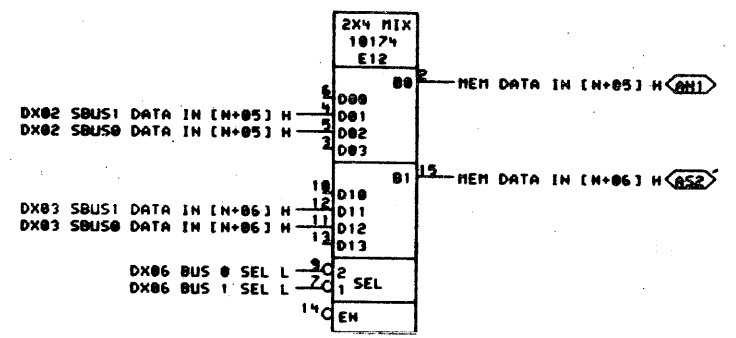 2X4 MIX
10174
E12
B0 2 MEM DATA IN [N+05] H AM1
6 D00
DX02 SBUS1 DATA IN [N+05] H 4 D01
DX02 SBUS0 DATA IN [N+05] H 5 D02
3 D03
B1 15 MEM DATA IN [N+06] H AS2
10 D10
DX03 SBUS1 DATA IN [N+06] H 12 D11
DX03 SBUS0 DATA IN [N+06] H 11 D12
13 D13
DX06 BUS 0 SEL L 9 2
SEL
DX06 BUS 1 SEL L 7 1
14 EN